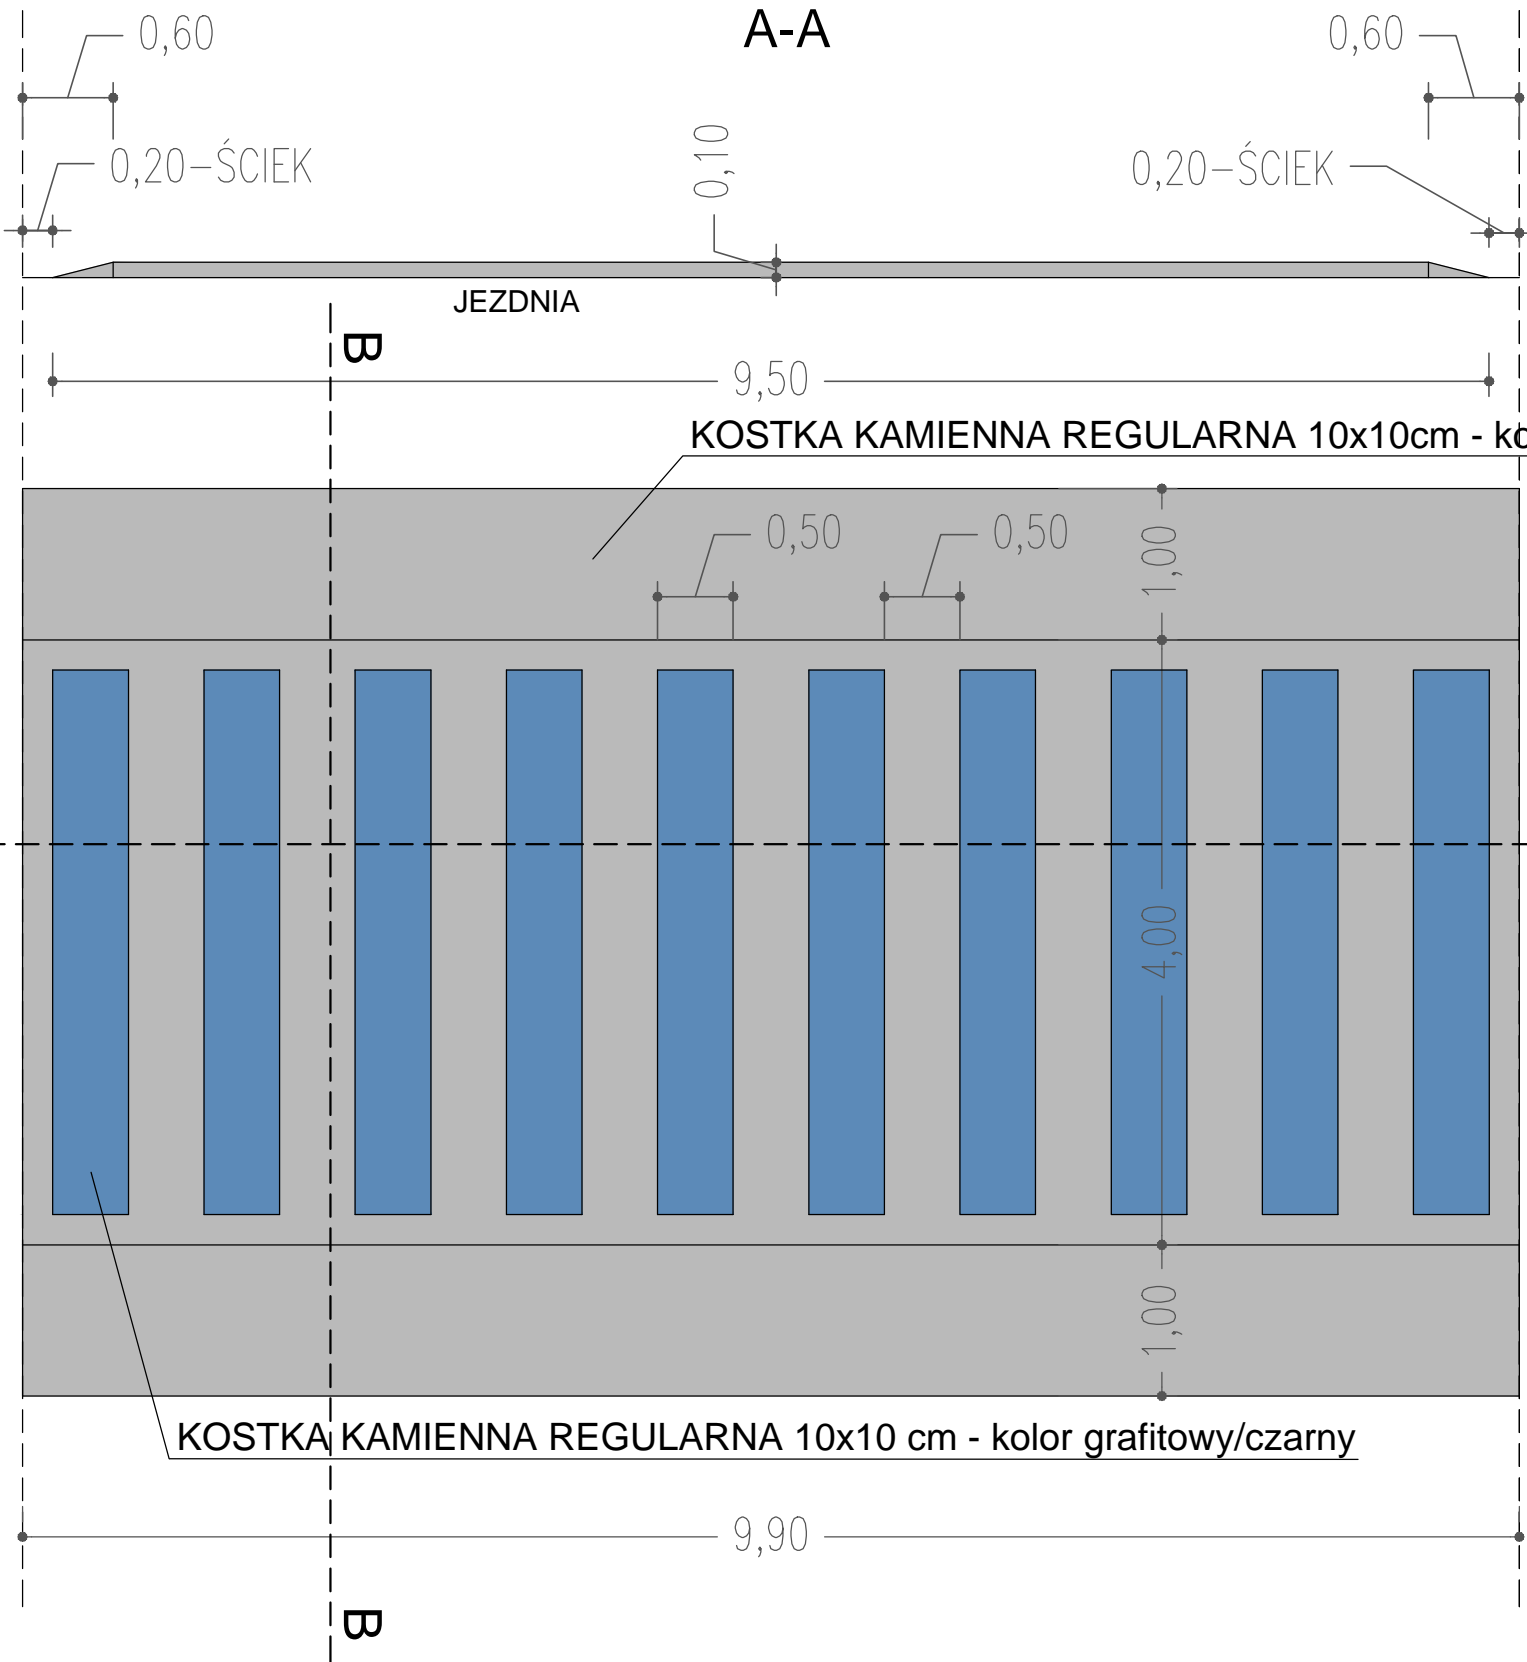 A-A
0,60
0,60
0,20-ŚCIEK
0,10
0,20-ŚCIEK
JEZDNIA
B
9,50
KOSTKA KAMIENNA REGULARNA 10x10cm -
0,50
0,50
1,00
4,00
1,00
KOSTKA KAMIENNA REGULARNA 10x10 cm - kolor grafitowy/czarny
9,90
B